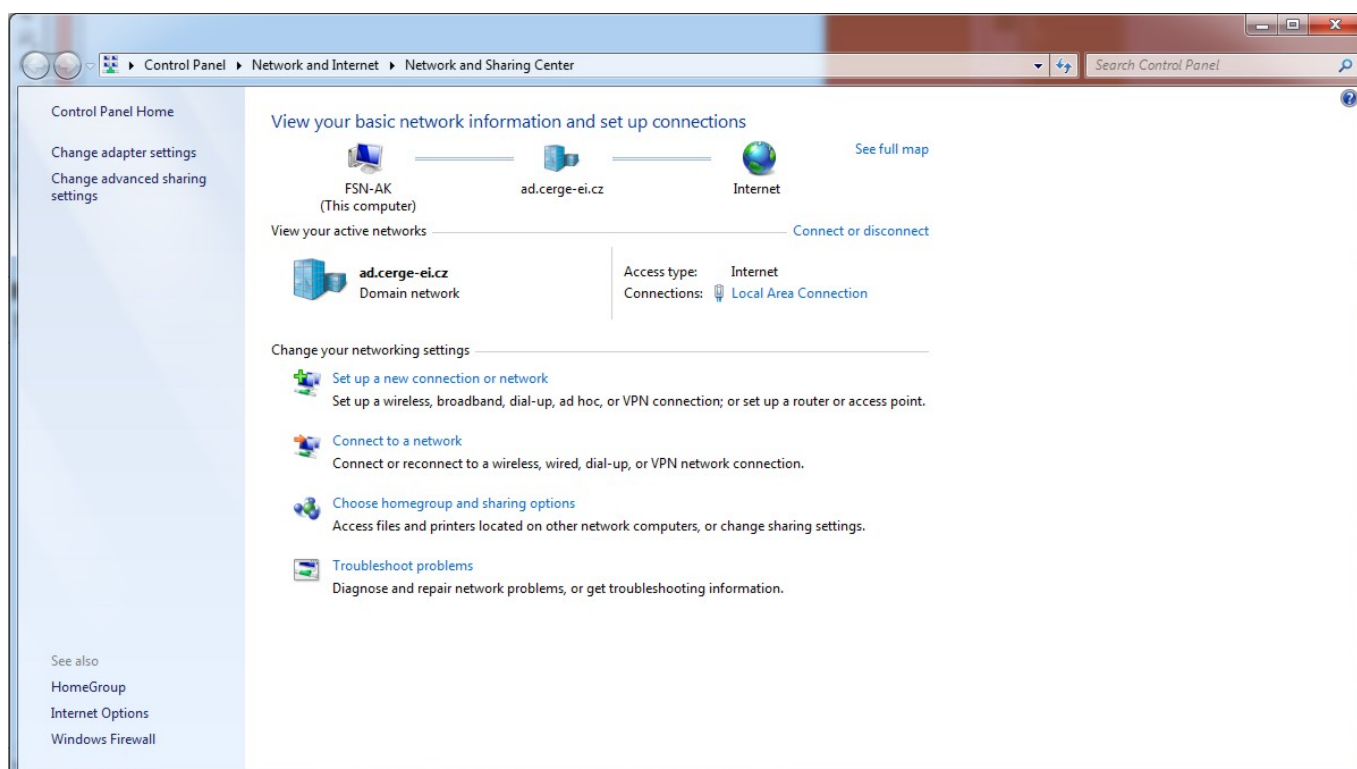 Control Panel ▸ Network and Internet ▸ Network and Sharing Center
Search Control Panel
Control Panel Home
Change adapter settings
Change advanced sharing
settings
View your basic network information and set up connections
See full map
FSN-AK
(This computer)
ad.cerge-ei.cz
Internet
View your active networks
Connect or disconnect
ad.cerge-ei.cz
Domain network
Access type: Internet
Connections: Local Area Connection
Change your networking settings
Set up a new connection or network
Set up a wireless, broadband, dial-up, ad hoc, or VPN connection; or set up a router or access point.
Connect to a network
Connect or reconnect to a wireless, wired, dial-up, or VPN network connection.
Choose homegroup and sharing options
Access files and printers located on other network computers, or change sharing settings.
Troubleshoot problems
Diagnose and repair network problems, or get troubleshooting information.
See also
HomeGroup
Internet Options
Windows Firewall